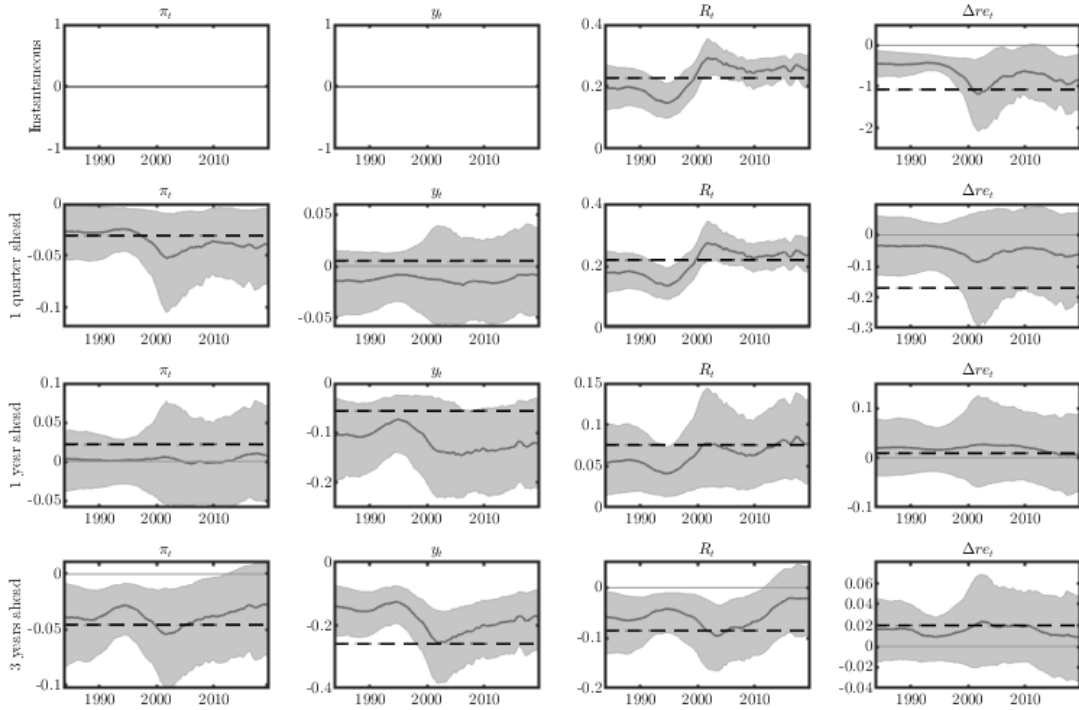 π_t y_t R_t Δre_t
Instantaneous
1 1 0.4 0
0 0 0.2 -1
-1 -1 0 -2
1990 2000 2010 1990 2000 2010 1990 2000 2010 1990 2000 2010
π_t y_t R_t Δre_t
1 quarter ahead
0 0.05 0.4 0
-0.05 0 0.2 -0.1
-0.1 -0.05 0 -0.2
-0.3
1990 2000 2010 1990 2000 2010 1990 2000 2010 1990 2000 2010
π_t y_t R_t Δre_t
1 year ahead
0.1 0 0.15 0.1
0.05 -0.1 0.1 0
0 -0.2 0.05 -0.1
-0.05 0
1990 2000 2010 1990 2000 2010 1990 2000 2010 1990 2000 2010
π_t y_t R_t Δre_t
3 years ahead
0 0 0 0.06
-0.05 -0.2 -0.1 0.04
-0.1 -0.4 -0.2 0.02
0
-0.02
-0.04
1990 2000 2010 1990 2000 2010 1990 2000 2010 1990 2000 2010